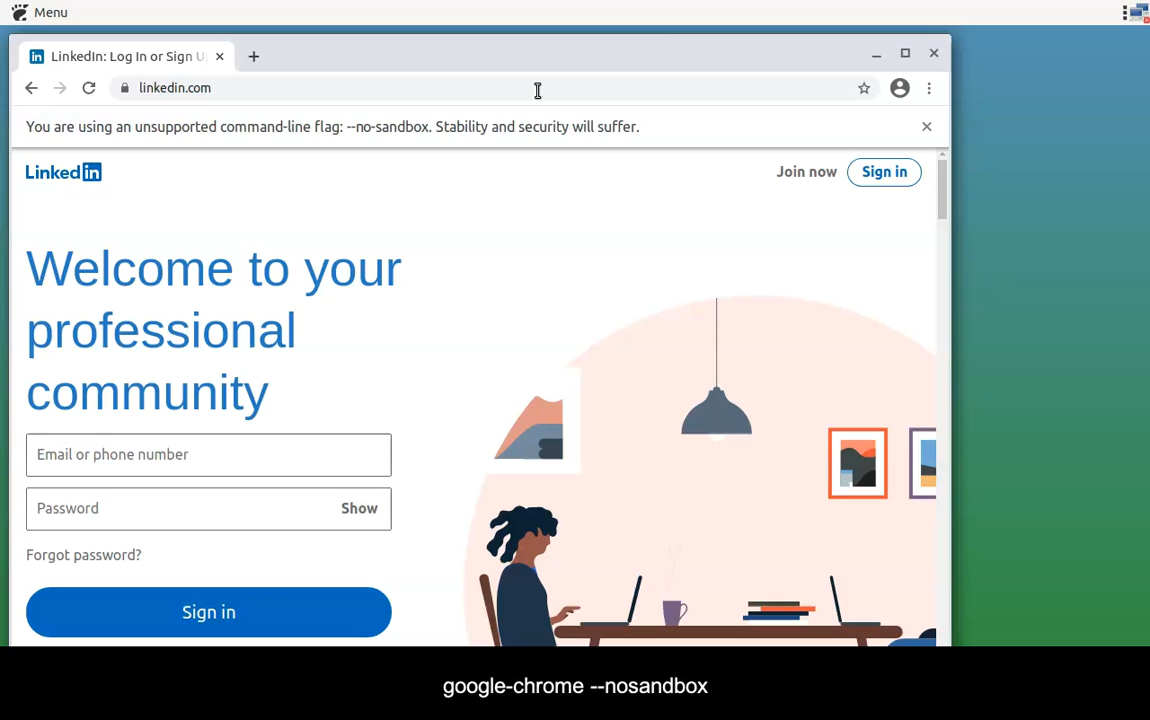 Menu
LinkedIn: Log In or Sign U
linkedin.com
You are using an unsupported command-line flag: --no-sandbox. Stability and security will suffer.
Linked in
Join now
Sign in
Welcome to your
professional
community
Email or phone number
Password
Show
Forgot password?
Sign in
google-chrome --nosandbox